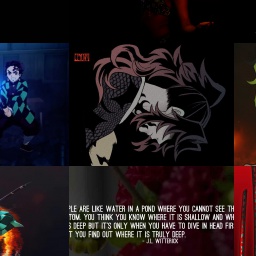 PLE ARE LIKE WATER IN A POND WHERE YOU CANNOT SEE TH
TOM. YOU THINK YOU KNOW WHERE IT IS SHALLOW AND WH
S DEEP BUT IT'S ONLY WHEN YOU HAVE TO DIVE IN HEAD FIR
T YOU FIND OUT WHERE IT IS TRULY DEEP.
- J.L. WITTERICK